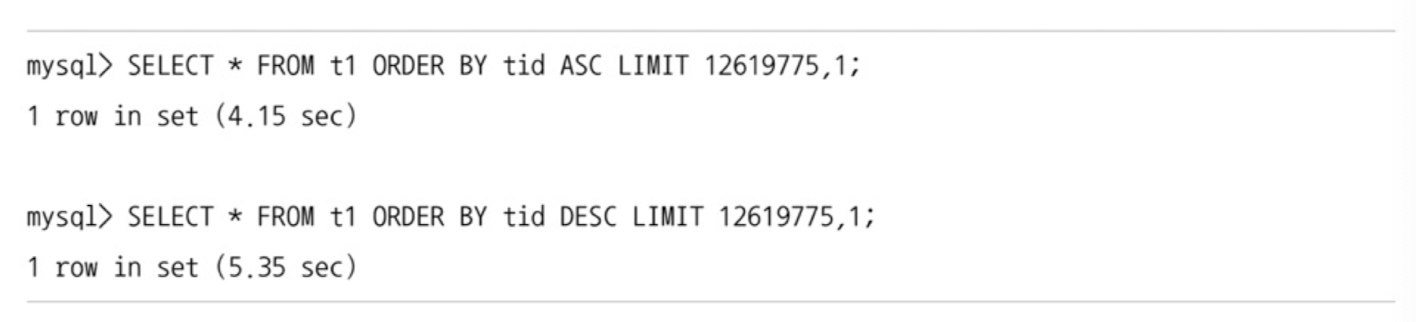 mysql> SELECT * FROM t1 ORDER BY tid ASC LIMIT 12619775,1;
1 row in set (4.15 sec)
mysql> SELECT * FROM t1 ORDER BY tid DESC LIMIT 12619775,1;
1 row in set (5.35 sec)